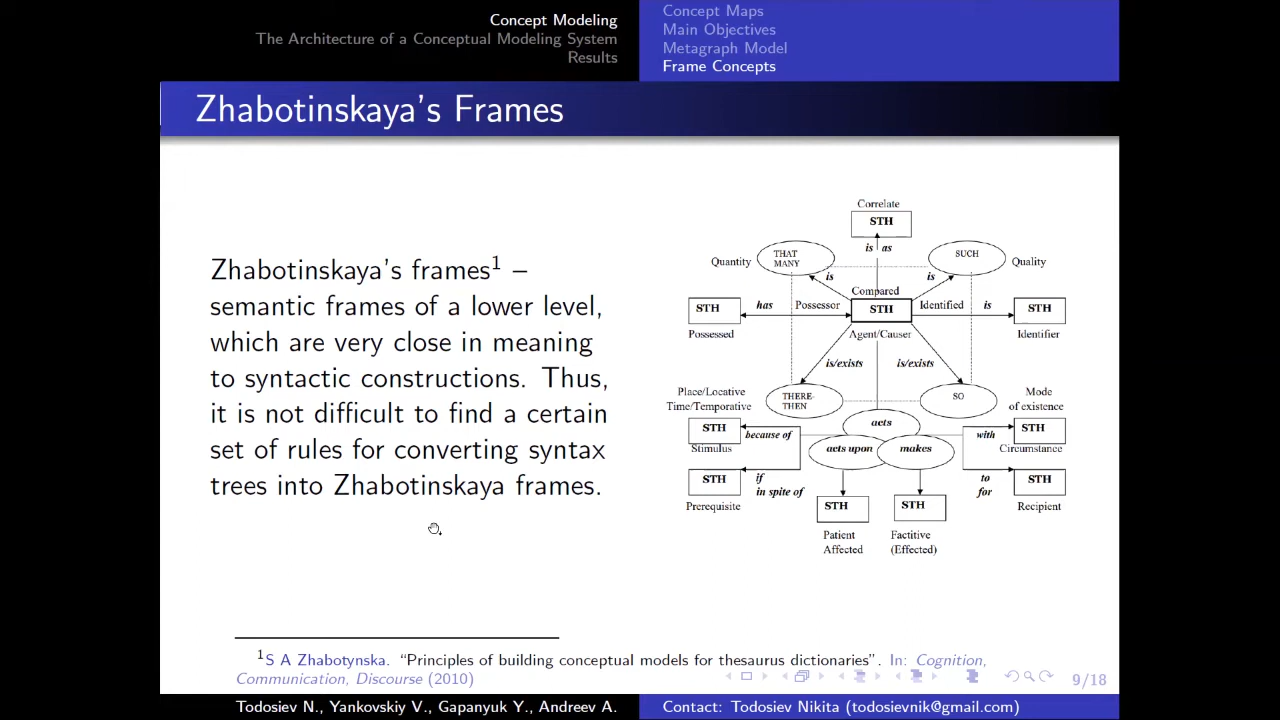 Concept Modeling
The Architecture of a Conceptual Modeling System
Results
Concept Maps
Main Objectives
Metagraph Model
Frame Concepts
Zhabotinskaya's Frames
Zhabotinskaya's frames¹ –
semantic frames of a lower level,
which are very close in meaning
to syntactic constructions. Thus,
it is not difficult to find a certain
set of rules for converting syntax
trees into Zhabotinskaya frames.
Correlate
STH
is as
THAT
MANY
SUCH
Quantity
Quality
is
is
Compared
STH
has
Possessor
STH
Identified
is
STH
Possessed
Agent/Causer
Identifier
is/exists
is/exists
Place/Locative
Time/Temporative
THERE-
THEN
SO
Mode
of existence
acts
STH
because of
with
STH
Stimulus
acts upon
makes
Circumstance
STH
if
in spite of
to
for
STH
Prerequisite
STH
STH
Recipient
Patient
Affected
Factitive
(Effected)
¹S A Zhabotynska. “Principles of building conceptual models for thesaurus dictionaries”. In: Cognition,
Communication, Discourse (2010)
9/18
Todosiev N., Yankovskiy V., Gapanyuk Y., Andreev A.
Contact: Todosiev Nikita (todosievnik@gmail.com)